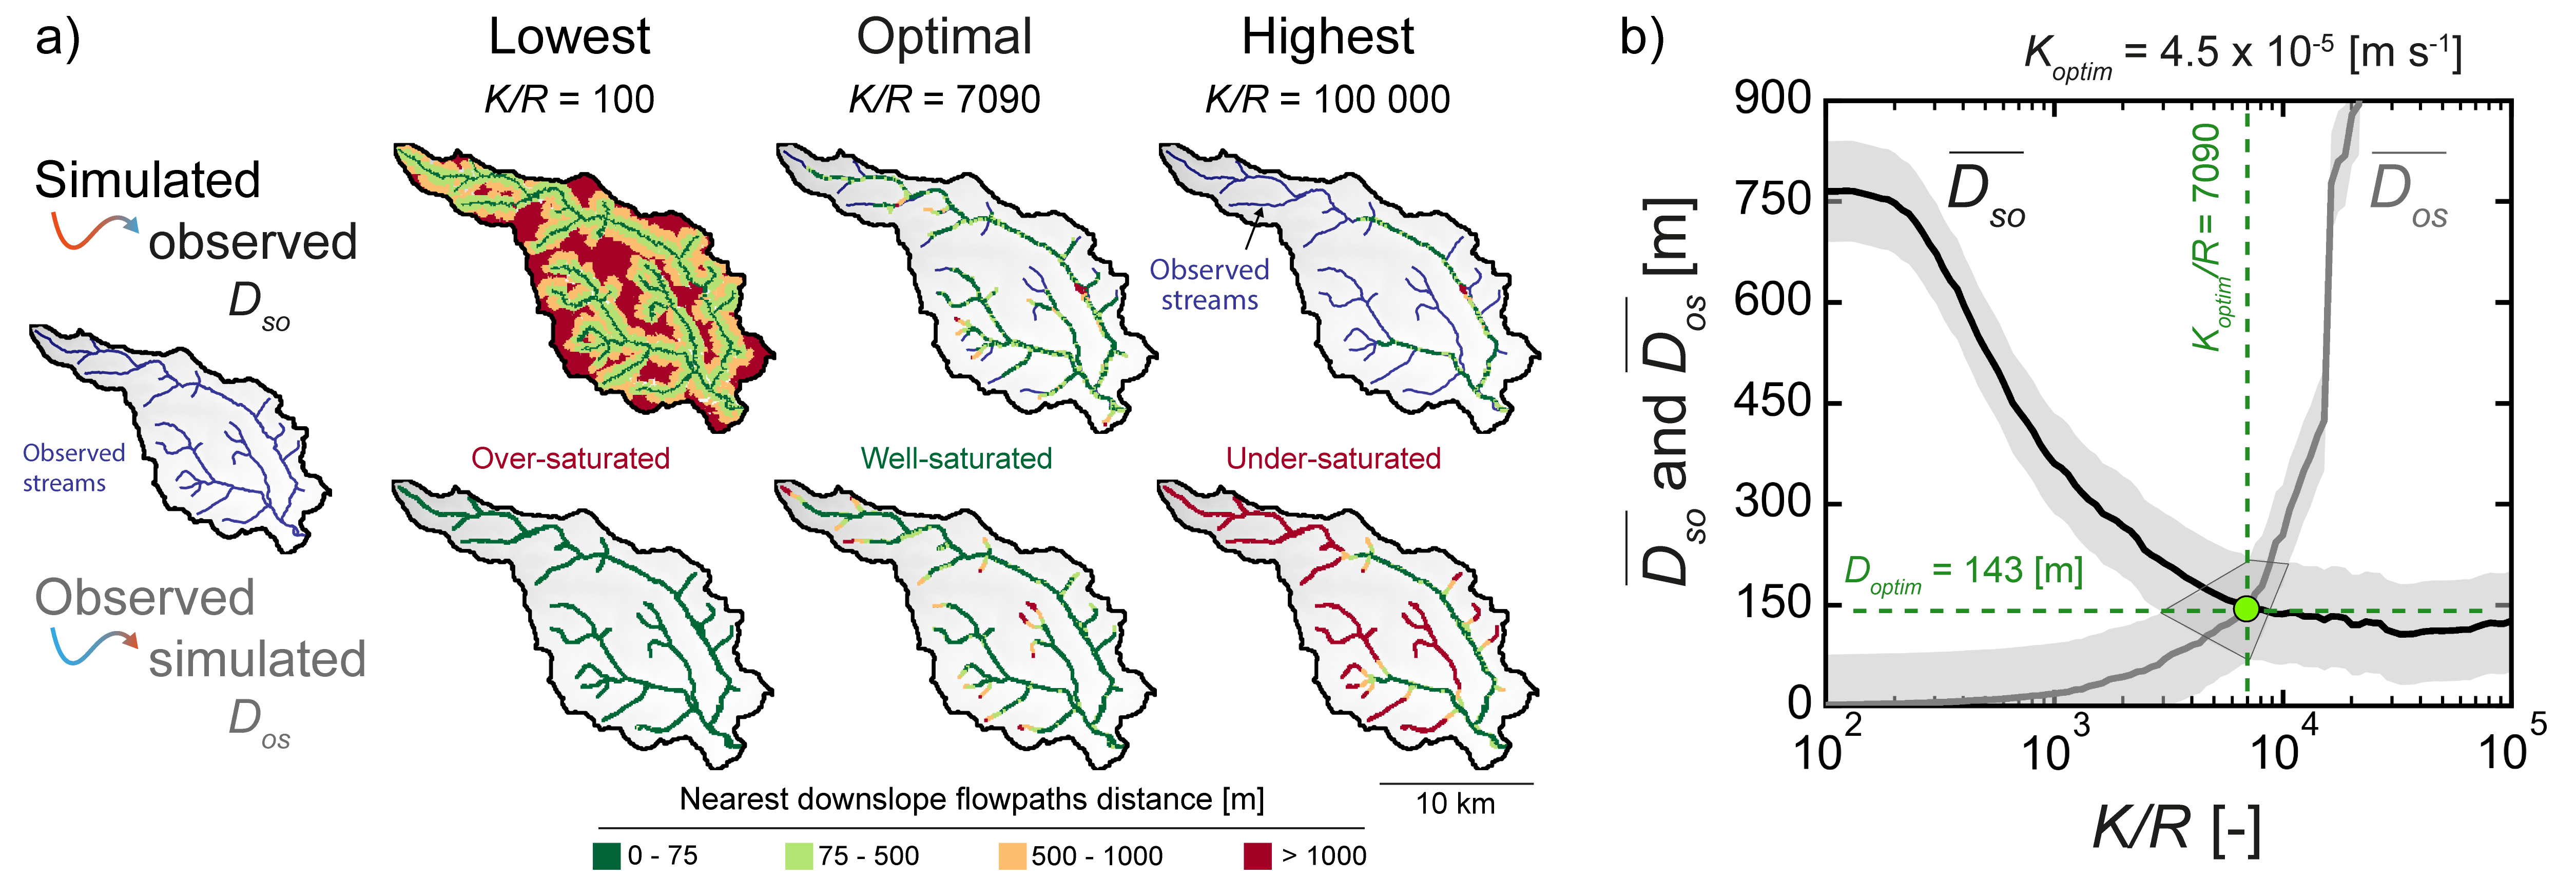 a)
Lowest
K/R = 100
Optimal
K/R = 7090
Highest
K/R = 100 000
Simulated
observed
D_so
Observed
streams
Observed
streams
Over-saturated
Well-saturated
Under-saturated
Observed
simulated
D_os
Nearest downslope flowpaths distance [m]
0 - 75
75 - 500
500 - 1000
> 1000
10 km
b)
K_optim = 4.5 x 10^-5 [m s^-1]
D_so and D_os [m]
900
750
600
450
300
150
0
D_so
D_os
K_optim/R = 7090
D_optim = 143 [m]
10^2
10^3
10^4
10^5
K/R [-]